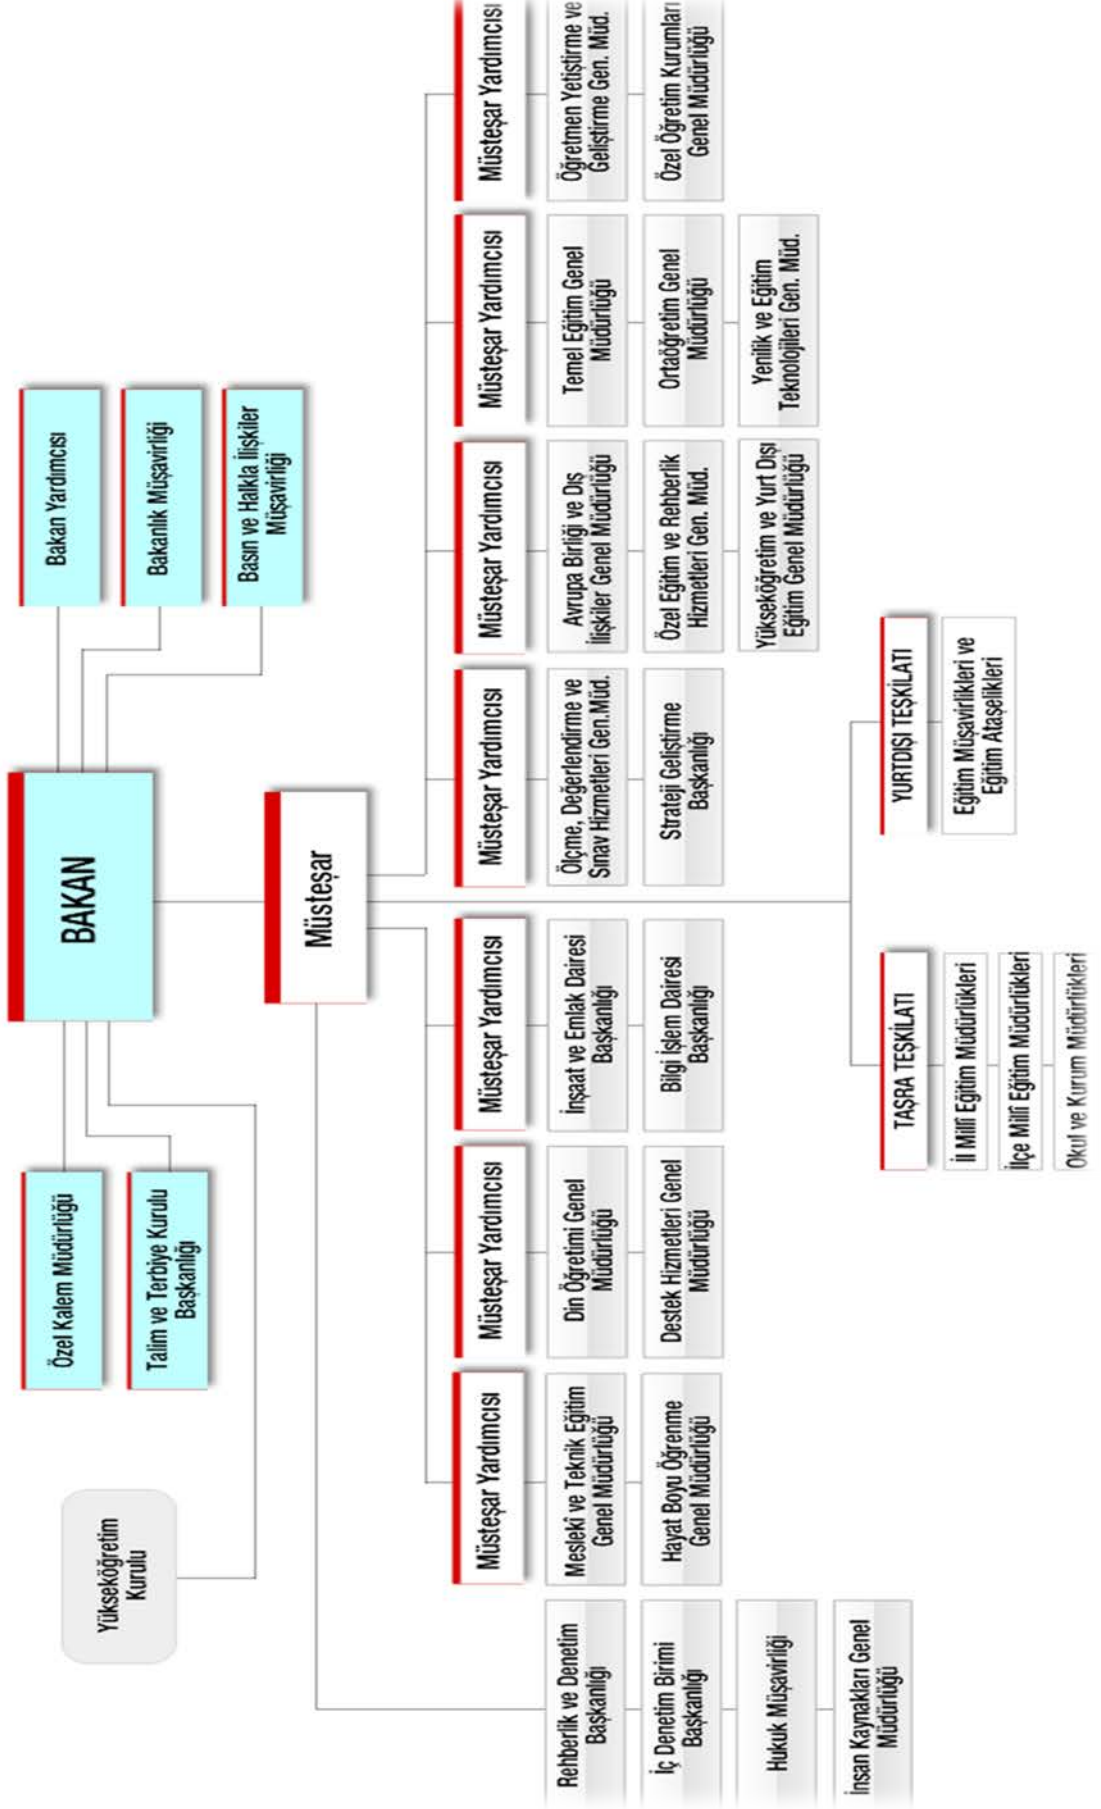 BAKAN
Özel Kalem Müdürlüğü
Talim ve Terbiye Kurulu
Başkanlığı
Yükseköğretim
Kurulu
Bakan Yardımcısı
Bakanlık Müşavirliği
Basın ve Halkla İlişkiler
Müşavirliği
Müsteşar
Rehberlik ve Denetim
Başkanlığı
İç Denetim Birimi
Başkanlığı
Hukuk Müşavirliği
İnsan Kaynakları Genel
Müdürlüğü
Müsteşar Yardımcısı
Mesleki ve Teknik Eğitim
Genel Müdürlüğü
Hayat Boyu Öğrenme
Genel Müdürlüğü
Müsteşar Yardımcısı
Din Öğretimi Genel
Müdürlüğü
Destek Hizmetleri Genel
Müdürlüğü
Müsteşar Yardımcısı
İnşaat ve Emlak Dairesi
Başkanlığı
Bilgi İşlem Dairesi
Başkanlığı
Müsteşar Yardımcısı
Ölçme, Değerlendirme ve
Sınav Hizmetleri Gen.Müd.
Strateji Geliştirme
Başkanlığı
Müsteşar Yardımcısı
Avrupa Birliği ve Dış
İlişkiler Genel Müdürlüğü
Özel Eğitim ve Rehberlik
Hizmetleri Gen. Müd.
Yükseköğretim ve Yurt Dışı
Eğitim Genel Müdürlüğü
Müsteşar Yardımcısı
Temel Eğitim Genel
Müdürlüğü
Ortaöğretim Genel
Müdürlüğü
Yenilik ve Eğitim
Teknolojileri Gen. Müd.
Müsteşar Yardımcısı
Öğretmen Yetiştirme ve
Geliştirme Gen. Müd.
Özel Öğretim Kurumları
Genel Müdürlüğü
TAŞRA TEŞKİLATI
İl Millî Eğitim Müdürlükleri
İlçe Millî Eğitim Müdürlükleri
Okul ve Kurum Müdürlükleri
YURTDIŞI TEŞKİLATI
Eğitim Müşavirlikleri ve
Eğitim Ataşelikleri